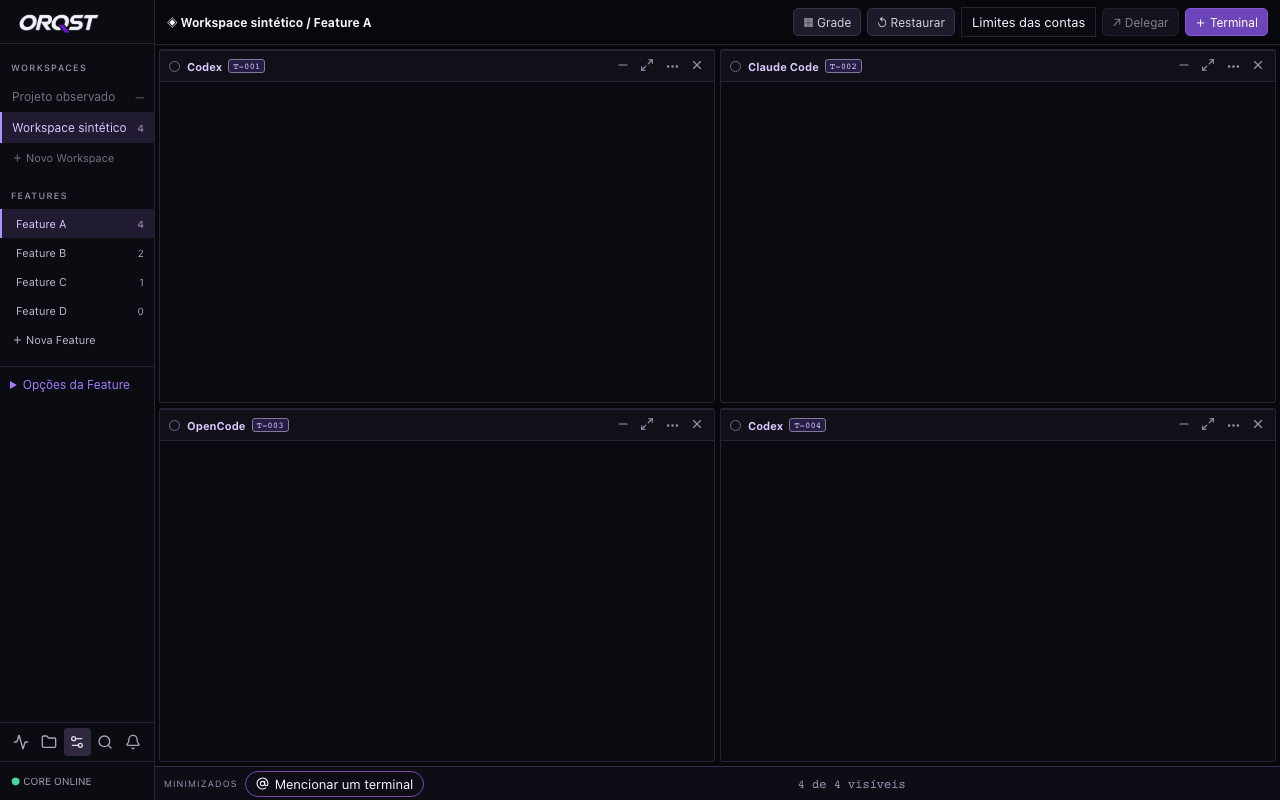 ORQST
◈ Workspace sintético / Feature A
▦ Grade
↺ Restaurar
Limites das contas
↗ Delegar
+ Terminal
WORKSPACES
Projeto observado —
Workspace sintético 4
+ Novo Workspace
FEATURES
Feature A 4
Feature B 2
Feature C 1
Feature D 0
+ Nova Feature
▶ Opções da Feature
CORE ONLINE
Codex T-001
Claude Code T-002
OpenCode T-003
Codex T-004
MINIMIZADOS
@ Mencionar um terminal
4 de 4 visíveis